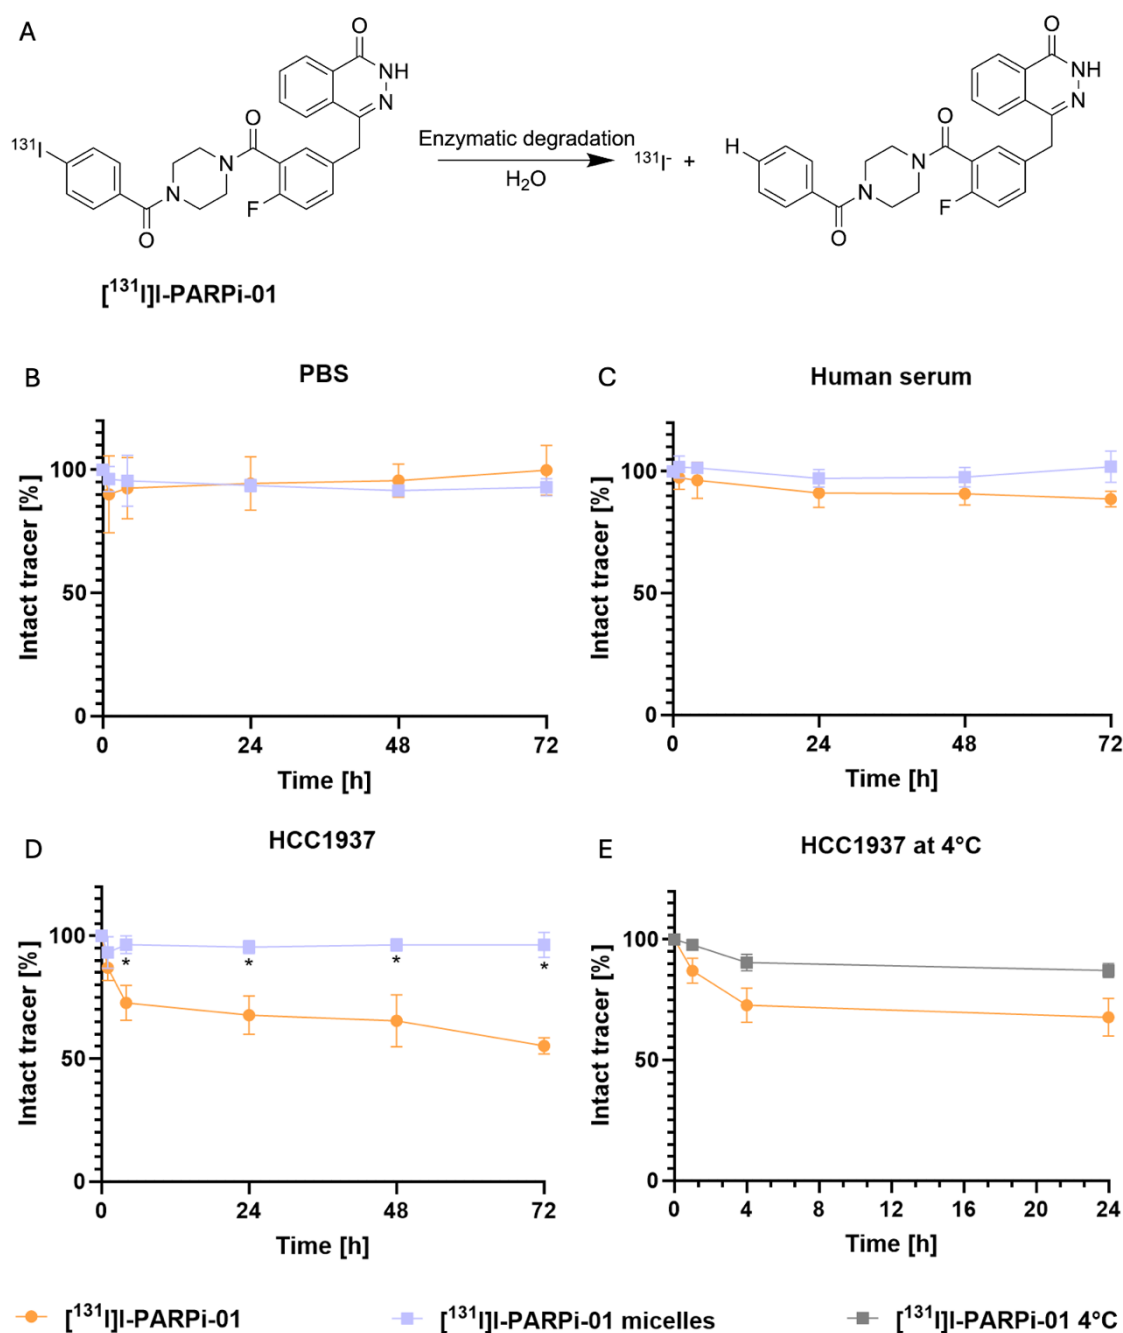 A
O
NH
N
O
131I
N
N
F
O
[131I]I-PARPi-01
Enzymatic degradation
H2O
131I- +
O
NH
N
O
H
N
N
F
O
B
PBS
Intact tracer [%]
100
50
0
0 24 48 72
Time [h]
C
Human serum
Intact tracer [%]
100
50
0
0 24 48 72
Time [h]
D
HCC1937
Intact tracer [%]
100
50
0
* * * *
0 24 48 72
Time [h]
E
HCC1937 at 4°C
Intact tracer [%]
100
50
0
0 4 8 12 16 20 24
Time [h]
[131I]I-PARPi-01
[131I]I-PARPi-01 micelles
[131I]I-PARPi-01 4°C